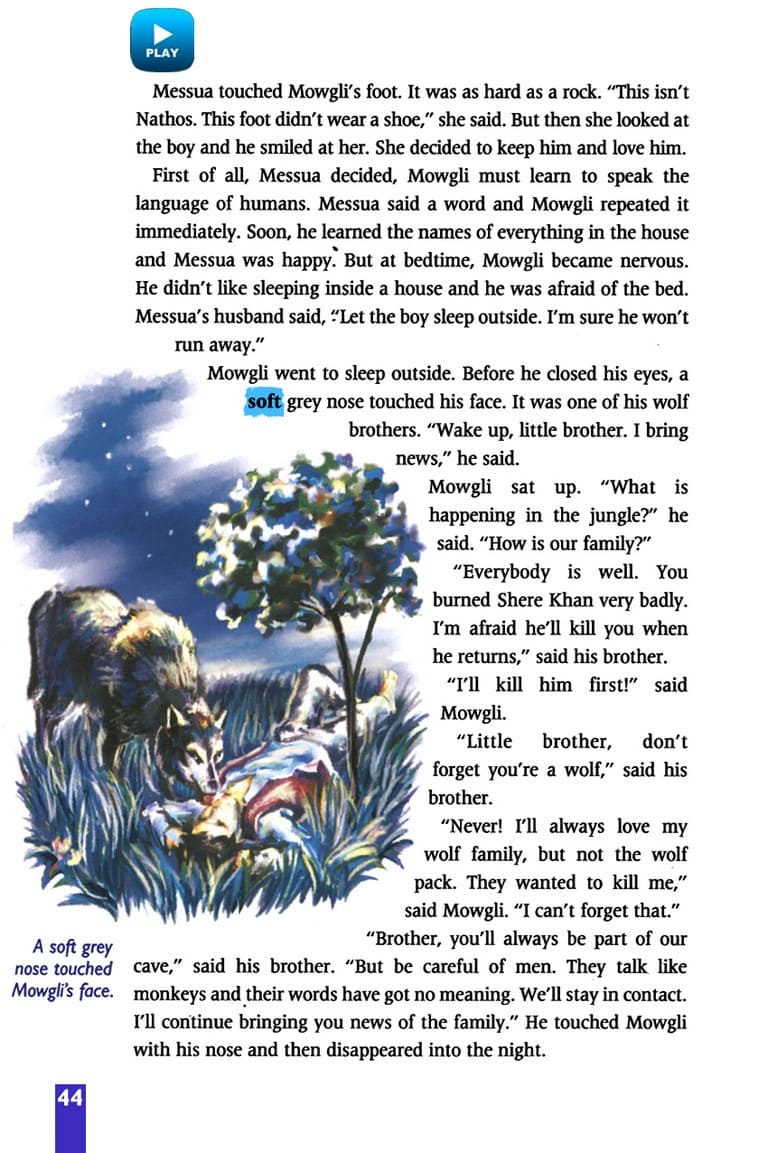 PLAY
Messua touched Mowgli's foot. It was as hard as a rock. "This isn't
Nathos. This foot didn't wear a shoe," she said. But then she looked at
the boy and he smiled at her. She decided to keep him and love him.
First of all, Messua decided, Mowgli must learn to speak the
language of humans. Messua said a word and Mowgli repeated it
immediately. Soon, he learned the names of everything in the house
and Messua was happy. But at bedtime, Mowgli became nervous.
He didn't like sleeping inside a house and he was afraid of the bed.
Messua's husband said, "Let the boy sleep outside. I'm sure he won't
run away."
Mowgli went to sleep outside. Before he closed his eyes, a
soft grey nose touched his face. It was one of his wolf
brothers. "Wake up, little brother. I bring
news," he said.
Mowgli sat up. "What is
happening in the jungle?" he
said. "How is our family?"
"Everybody is well. You
burned Shere Khan very badly.
I'm afraid he'll kill you when
he returns," said his brother.
"I'll kill him first!" said
Mowgli.
"Little brother, don't
forget you're a wolf," said his
brother.
"Never! I'll always love my
wolf family, but not the wolf
pack. They wanted to kill me,"
said Mowgli. "I can't forget that."
"Brother, you'll always be part of our
cave," said his brother. "But be careful of men. They talk like
monkeys and their words have got no meaning. We'll stay in contact.
I'll continue bringing you news of the family." He touched Mowgli
with his nose and then disappeared into the night.
A soft grey
nose touched
Mowgli's face.
44